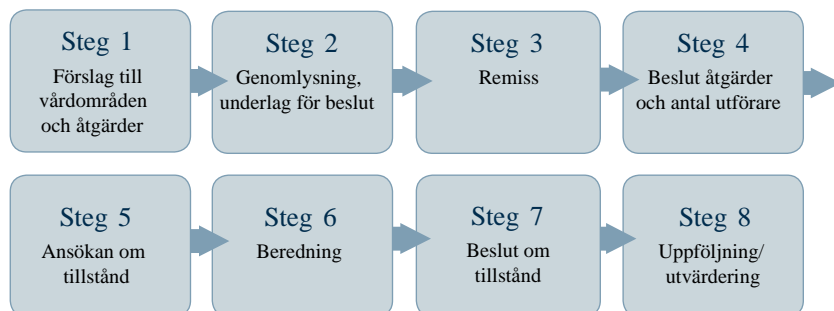 Steg 1
Förslag till
vårdområden
och åtgärder
Steg 2
Genomlysning,
underlag för beslut
Steg 3
Remiss
Steg 4
Beslut åtgärder
och antal utförare
Steg 5
Ansökan om
tillstånd
Steg 6
Beredning
Steg 7
Beslut om
tillstånd
Steg 8
Uppföljning/
utvärdering